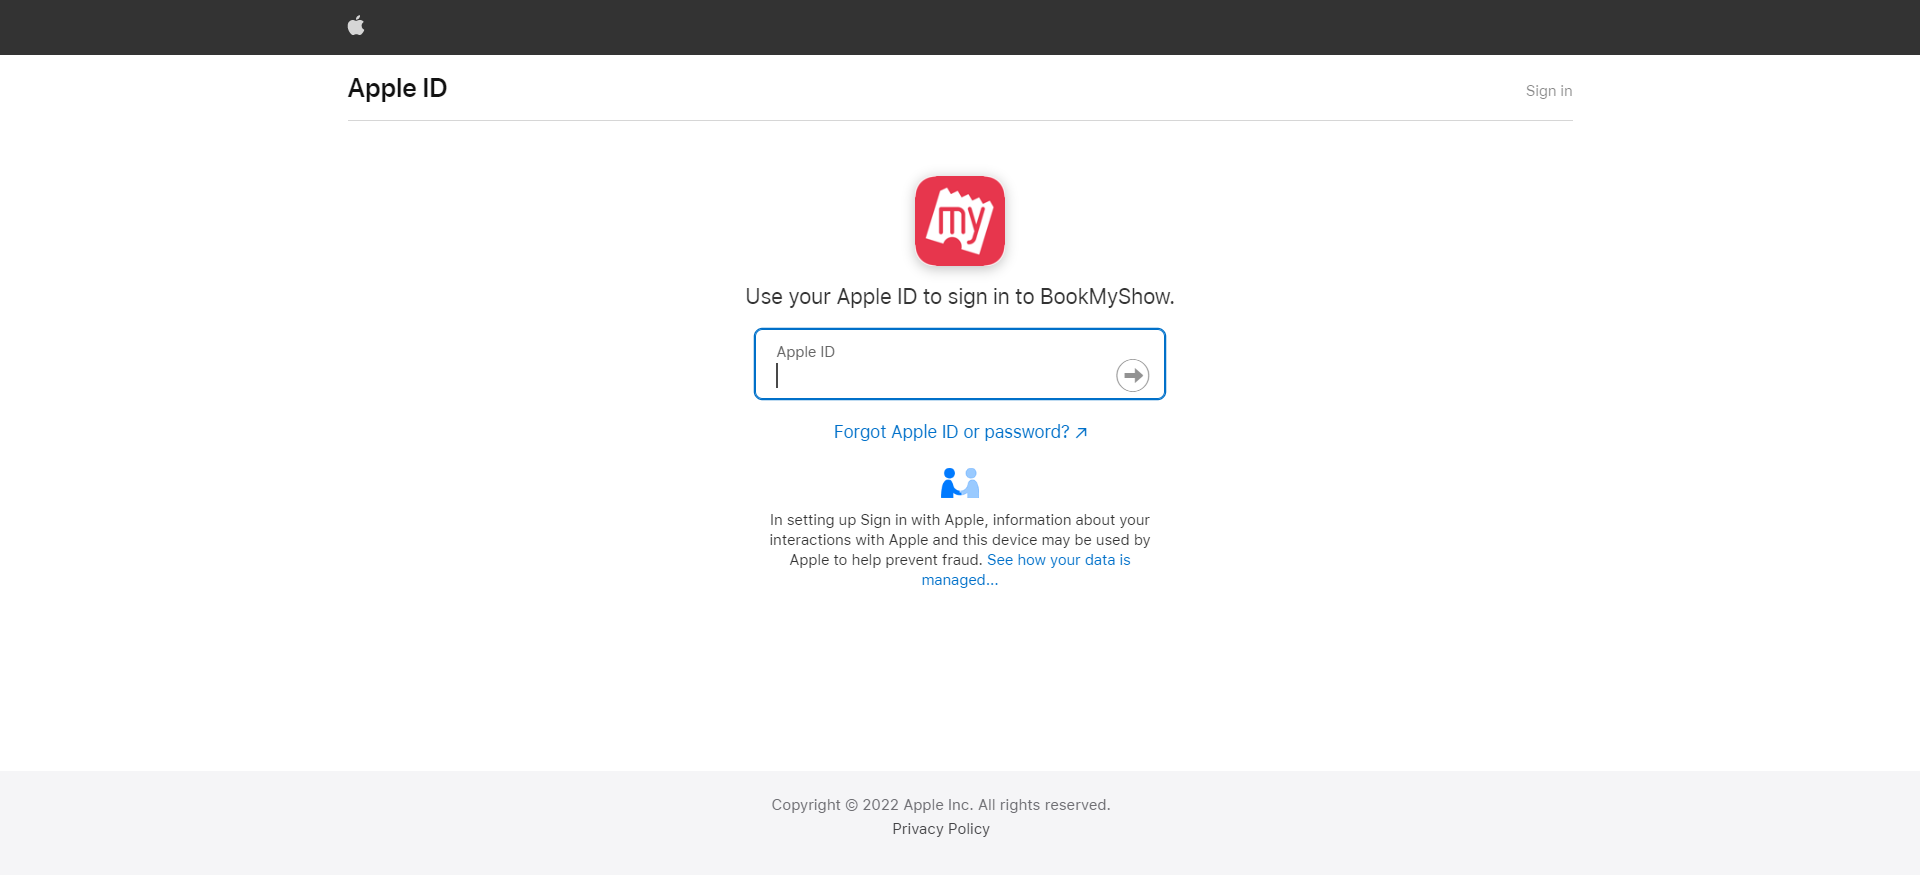 Apple ID
Sign in
my
Use your Apple ID to sign in to BookMyShow.
Apple ID
Forgot Apple ID or password? ↗
In setting up Sign in with Apple, information about your
interactions with Apple and this device may be used by
Apple to help prevent fraud. See how your data is
managed...
Copyright © 2022 Apple Inc. All rights reserved.
Privacy Policy